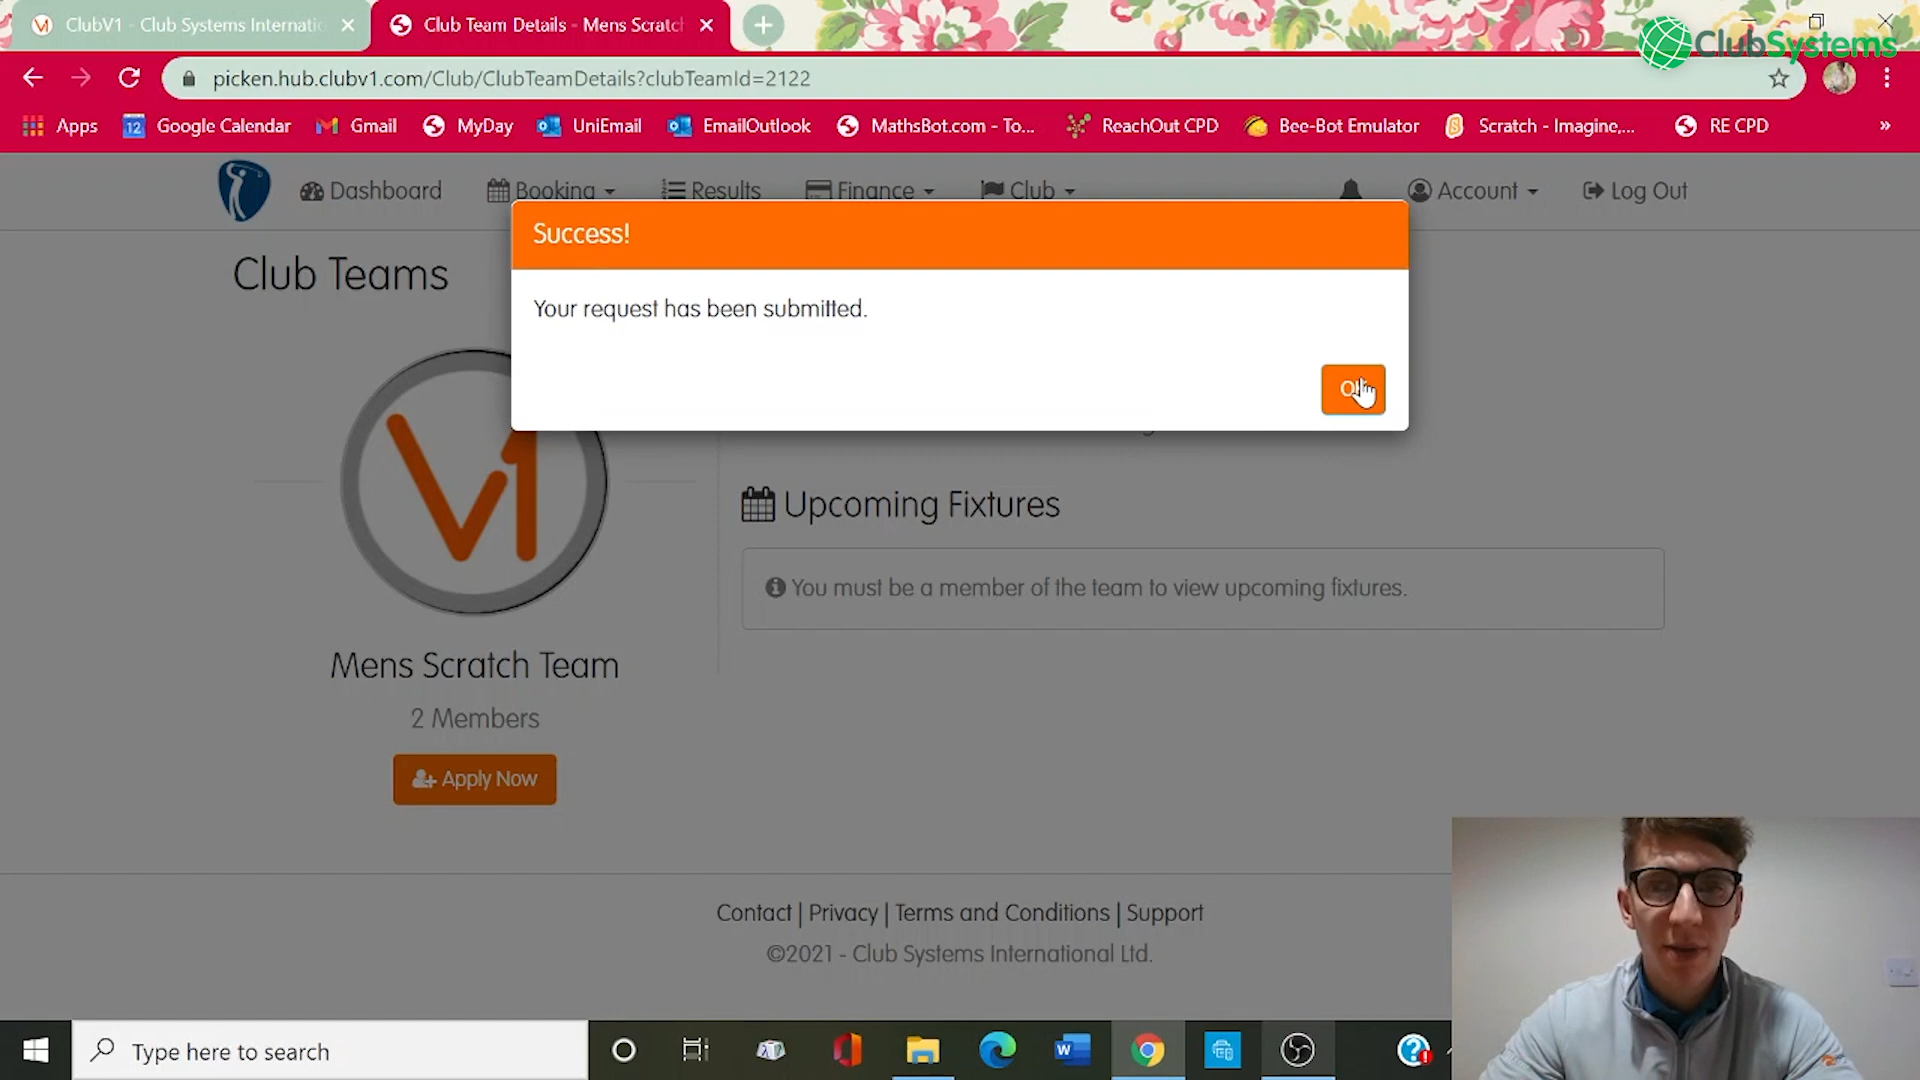 ClubV1 - Club Systems Internatio
Club Team Details - Mens Scratch
ClubSystems
picken.hub.clubv1.com/Club/ClubTeamDetails?clubTeamId=2122
Apps
12
Google Calendar
Gmail
MyDay
UniEmail
EmailOutlook
MathsBot.com - To...
ReachOut CPD
Bee-Bot Emulator
Scratch - Imagine,...
RE CPD
»
Dashboard
Booking
Results
Finance
Club
Account
Log Out
Success!
Your request has been submitted.
Club Teams
V1
Upcoming Fixtures
You must be a member of the team to view upcoming fixtures.
Mens Scratch Team
2 Members
Apply Now
Contact | Privacy | Terms and Conditions | Support
©2021 - Club Systems International Ltd.
Type here to search